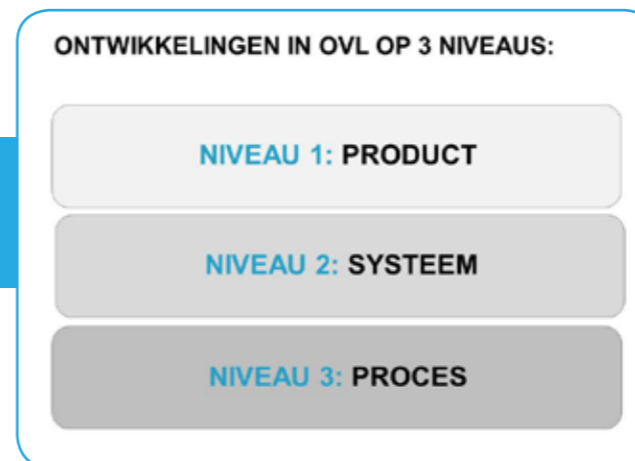 ONTWIKKELINGEN IN OVL OP 3 NIVEAUS:
NIVEAU 1: PRODUCT
NIVEAU 2: SYSTEEM
NIVEAU 3: PROCES